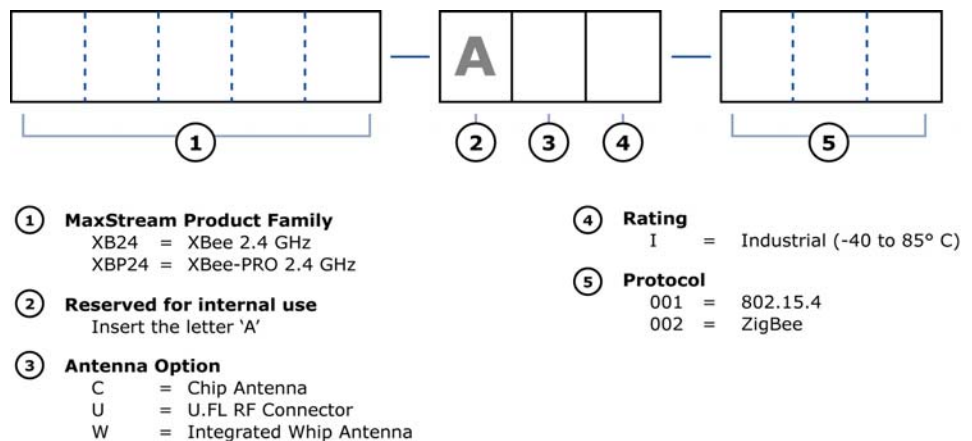 — A —
1 2 3 4 5
1 MaxStream Product Family
XB24 = XBee 2.4 GHz
XBP24 = XBee-PRO 2.4 GHz
2 Reserved for internal use
Insert the letter ‘A’
3 Antenna Option
C = Chip Antenna
U = U.FL RF Connector
W = Integrated Whip Antenna
4 Rating
I = Industrial (-40 to 85° C)
5 Protocol
001 = 802.15.4
002 = ZigBee